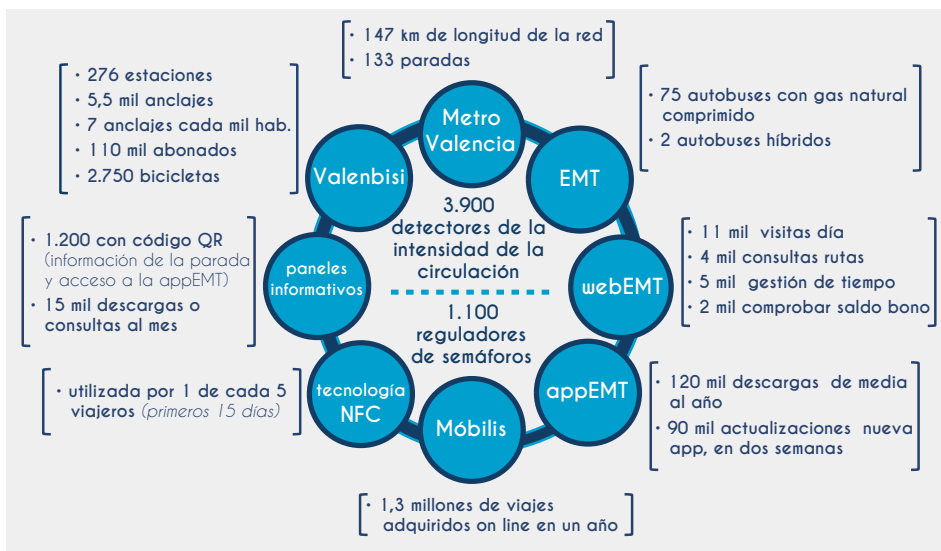 · 147 km de longitud de la red
· 133 paradas
Metro
Valencia
· 75 autobuses con gas natural
comprimido
· 2 autobuses híbridos
EMT
· 11 mil visitas día
· 4 mil consultas rutas
· 5 mil gestión de tiempo
· 2 mil comprobar saldo bono
webEMT
· 120 mil descargas de media
al año
· 90 mil actualizaciones nueva
app, en dos semanas
appEMT
Móbilis
· 1,3 millones de viajes
adquiridos on line en un año
tecnología
NFC
· utilizada por 1 de cada 5
viajeros (primeros 15 días)
paneles
informativos
· 1.200 con código QR
(información de la parada
y acceso a la appEMT)
· 15 mil descargas o
consultas al mes
Valenbisi
· 276 estaciones
· 5,5 mil anclajes
· 7 anclajes cada mil hab.
· 110 mil abonados
· 2.750 bicicletas
3.900
detectores de la
intensidad de la
circulación
1.100
reguladores
de semáforos